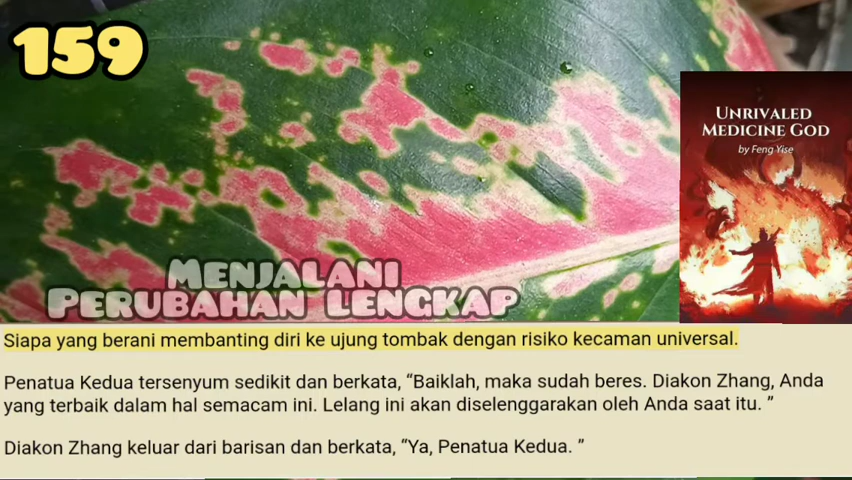 159
UNRIVALED
MEDICINE GOD
by Feng Yise
MENJALANI
PERUBAHAN LENGKAP
Siapa yang berani membanting diri ke ujung tombak dengan risiko kecaman universal.
Penatua Kedua tersenyum sedikit dan berkata, “Baiklah, maka sudah beres. Diakon Zhang, Anda
yang terbaik dalam hal semacam ini. Lelang ini akan diselenggarakan oleh Anda saat itu. ”
Diakon Zhang keluar dari barisan dan berkata, “Ya, Penatua Kedua. ”